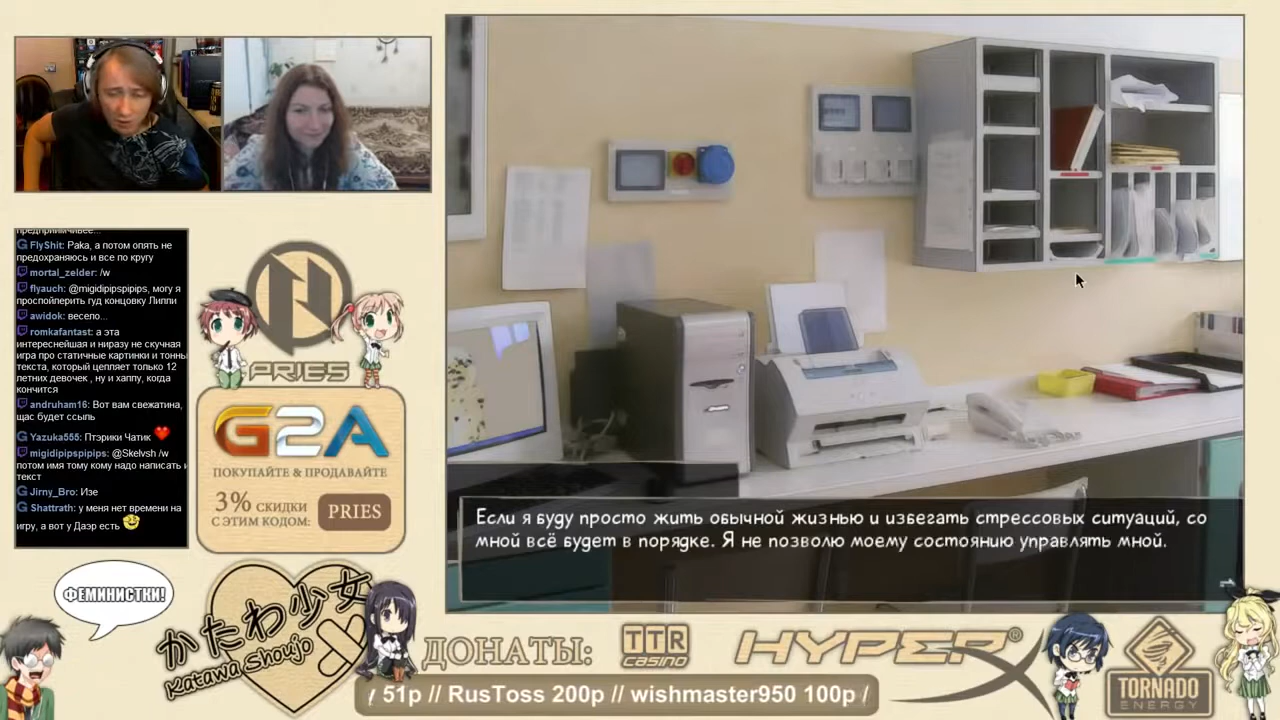 предприимчивее...
FlyShit: Рака, а потом опять не
предохраняюсь и все по кругу
mortal_zelder: /w
flyauch: @migidipipspipips, могу я
проспойлерить гуд концовку Лилли
awidok: весело...
romkafantast: а эта
интереснейшая и ниразу не скучная
игра про статичные картинки и тонны
текста, который цепляет только 12
летних девочек , ну и хаппу, когда
кончится
andruham16: Вот вам свежатина,
щас будет ссыль
Yazuka555: Птэрики Чатик
migidipipspipips: @Skelvsh /w
потом имя тому кому надо написать и
текст
Jirny_Bro: Изе
Shattrath: у меня нет времени на
игру, а вот у Даэр есть
PRIES
G2A
ПОКУПАЙТЕ & ПРОДАВАЙТЕ
3% СКИДКИ
С ЭТИМ КОДОМ:
PRIES
Если я буду просто жить обычной жизнью и избегать стрессовых ситуаций, со
мной всё будет в порядке. Я не позволю моему состоянию управлять мной.
ФЕМИНИСТКИ!
かたわ少女
Katawa Shoujo
ДОНАТЫ:
TTR
CASINO
HYPERX
TORNADO
ENERGY
51р // RusToss 200р // wishmaster950 100р /